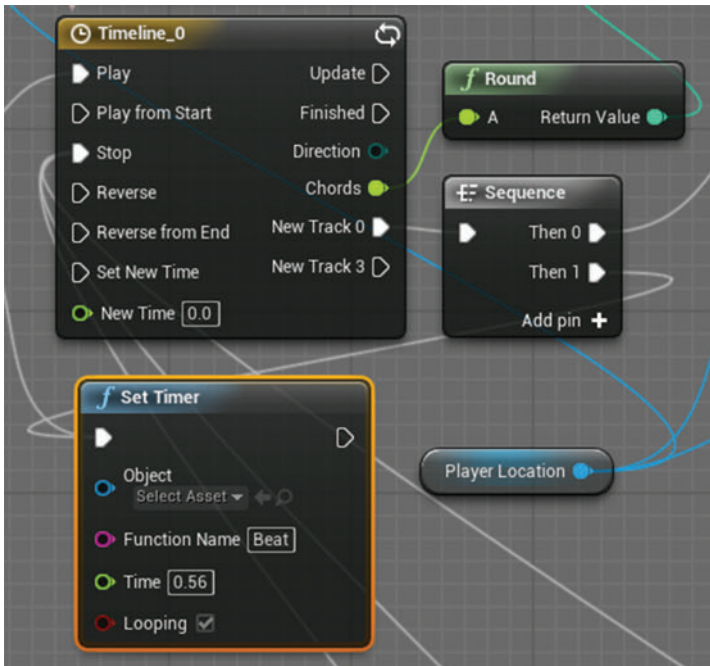 Timeline_0
Play
Update
Play from Start
Finished
Stop
Direction
Reverse
Chords
Reverse from End
New Track 0
Set New Time
New Track 3
New Time 0.0
f Round
A
Return Value
Sequence
Then 0
Then 1
Add pin +
f Set Timer
Object
Select Asset
Function Name Beat
Time 0.56
Looping
Player Location